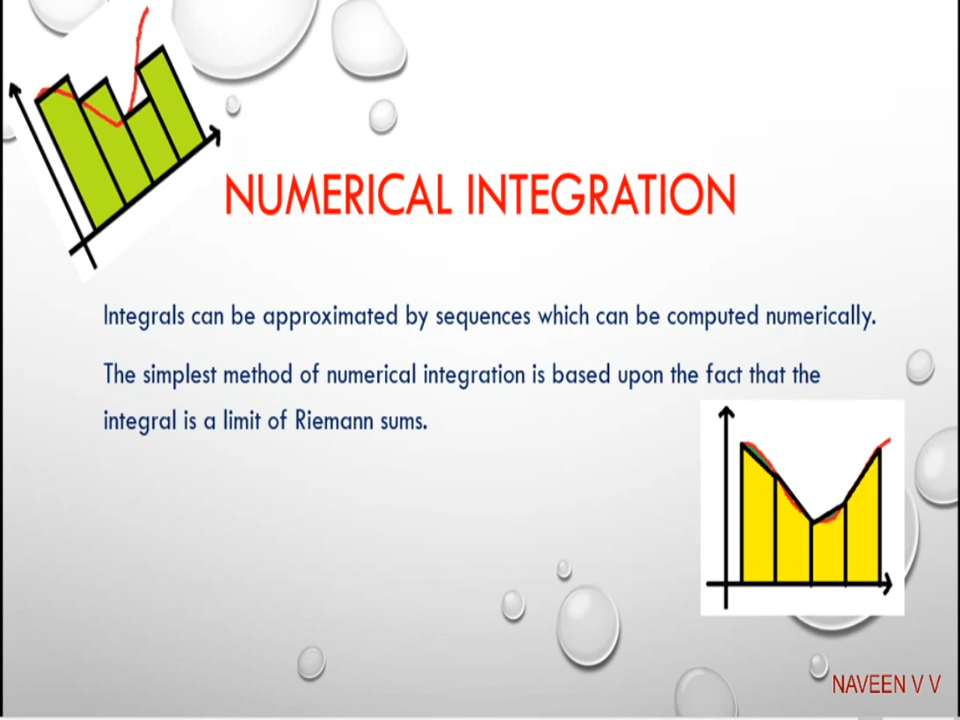 NUMERICAL INTEGRATION
Integrals can be approximated by sequences which can be computed numerically.
The simplest method of numerical integration is based upon the fact that the
integral is a limit of Riemann sums.
NAVEEN V V